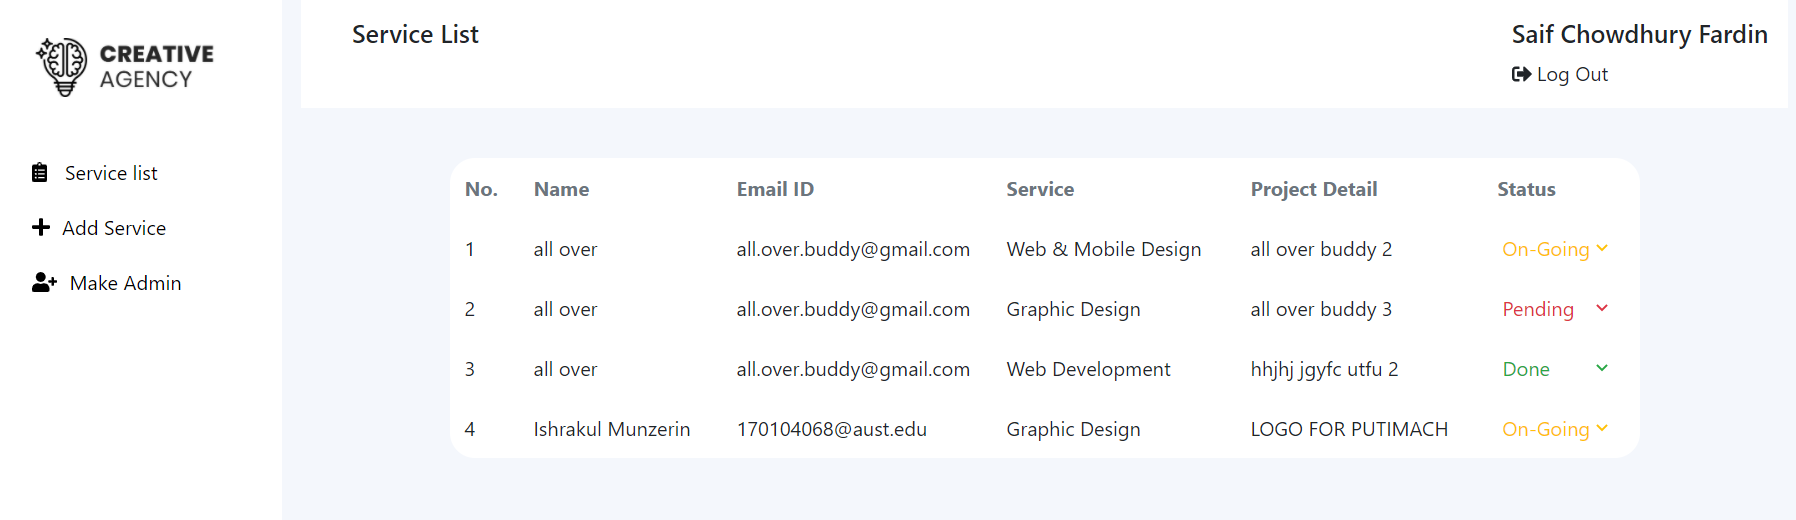 CREATIVE
AGENCY
Service list
Add Service
Make Admin
Service List
Saif Chowdhury Fardin
Log Out
No. Name Email ID Service Project Detail Status
1 all over all.over.buddy@gmail.com Web & Mobile Design all over buddy 2 On-Going
2 all over all.over.buddy@gmail.com Graphic Design all over buddy 3 Pending
3 all over all.over.buddy@gmail.com Web Development hhjhj jgyfc utfu 2 Done
4 Ishrakul Munzerin 170104068@aust.edu Graphic Design LOGO FOR PUTIMACH On-Going